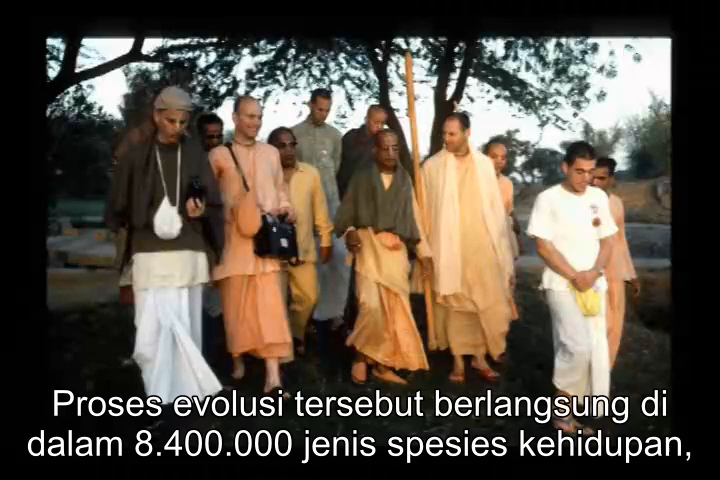 Proses evolusi tersebut berlangsung di
dalam 8.400.000 jenis spesies kehidupan,